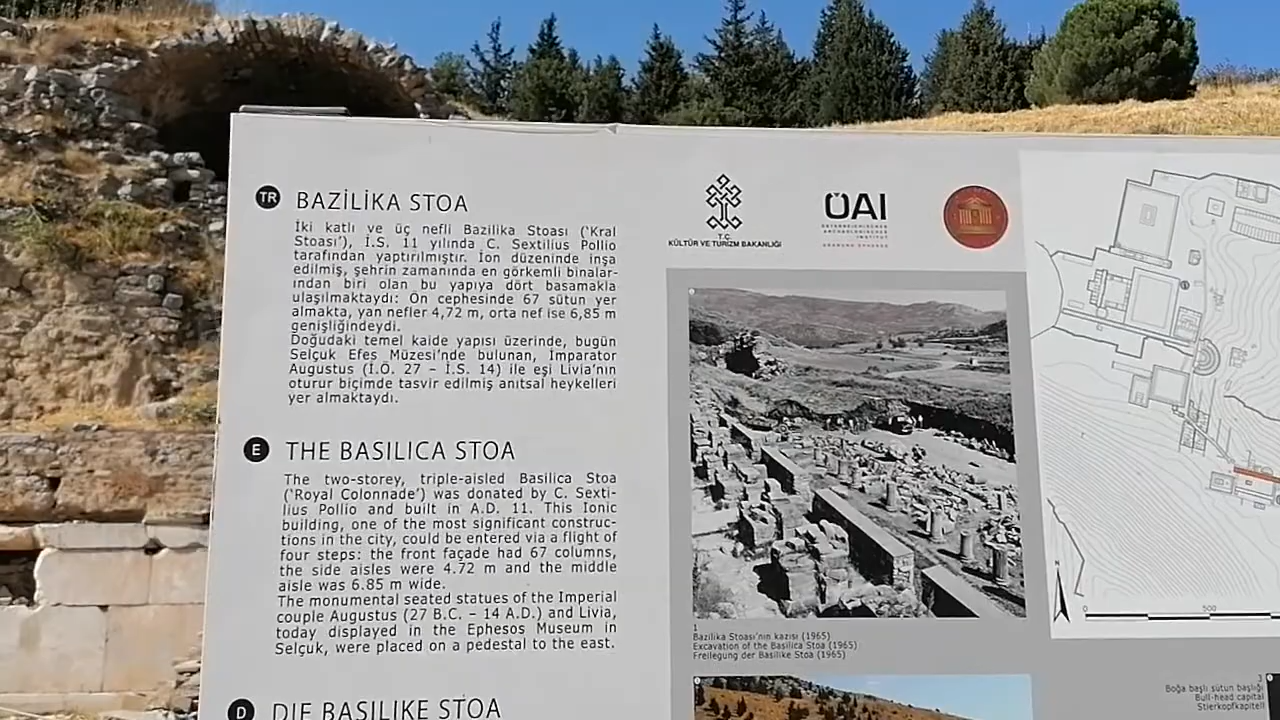 TR BAZİLİKA STOA
İki katlı ve üç nefli Bazilika Stoası (‘Kral
Stoası’), İ.S. 11 yılında C. Sextilius Pollio
tarafından yaptırılmıştır. İon düzeninde inşa
edilmiş, şehrin zamanında en görkemli binalar-
ından biri olan bu yapıya dört basamakla
ulaşılmaktaydı: Ön cephesinde 67 sütun yer
almakta, yan nefler 4,72 m, orta nef ise 6,85 m
genişliğindeydi.
Doğudaki temel kaide yapısı üzerinde, bugün
Selçuk Efes Müzesi’nde bulunan, İmparator
Augustus (İ.Ö. 27 – İ.S. 14) ile eşi Livia’nın
oturur biçimde tasvir edilmiş anıtsal heykelleri
yer almaktaydı.
E THE BASILICA STOA
The two-storey, triple-aisled Basilica Stoa
(‘Royal Colonnade’) was donated by C. Sexti-
lius Pollio and built in A.D. 11. This Ionic
building, one of the most significant construc-
tions in the city, could be entered via a flight of
four steps: the front façade had 67 columns,
the side aisles were 4.72 m and the middle
aisle was 6.85 m wide.
The monumental seated statues of the Imperial
couple Augustus (27 B.C. – 14 A.D.) and Livia,
today displayed in the Ephesos Museum in
Selçuk, were placed on a pedestal to the east.
D DIE BASILIKE STOA
T.C.
KÜLTÜR VE TURİZM BAKANLIĞI
ÖAI
ÖSTERREICHISCHES
ARCHÄOLOGISCHES
INSTITUT
1
Bazilika Stoası’nın kazısı (1965)
Excavation of the Basilica Stoa (1965)
Freilegung der Basilike Stoa (1965)
N
0 500
3
Boğa başlı sütun başlığı
Bull-head capital
Stierkopfkapitell